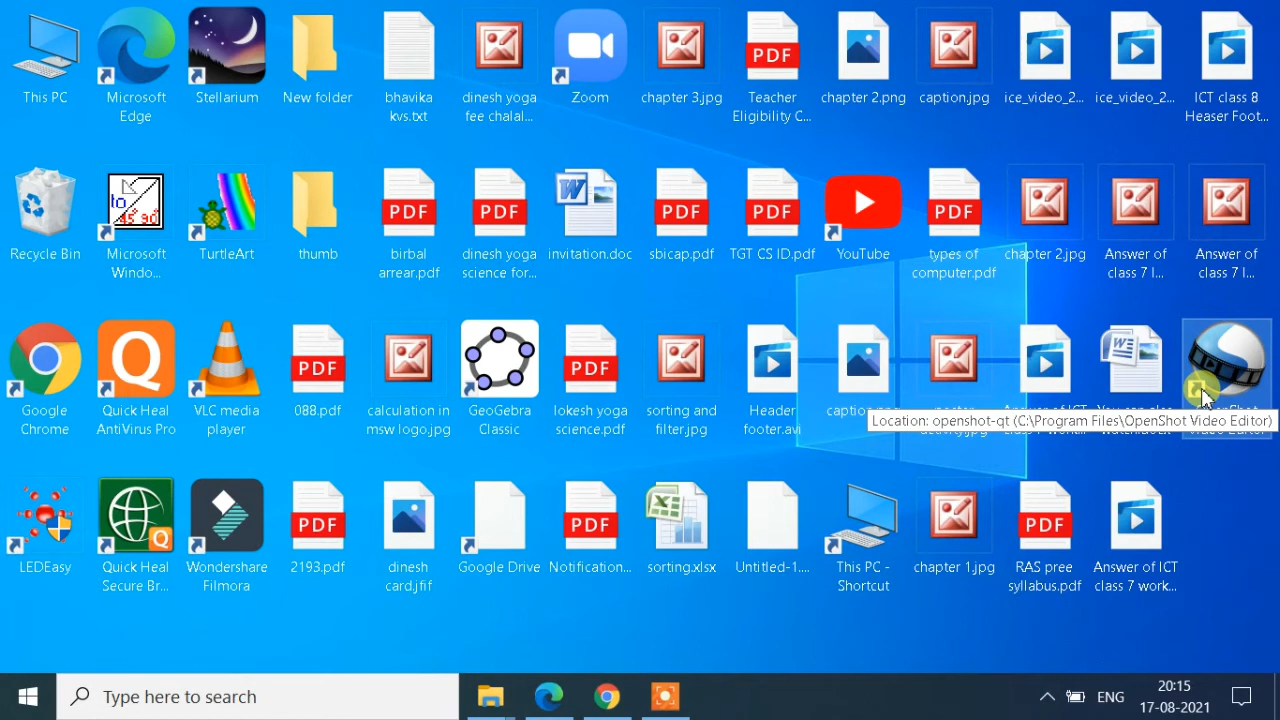 This PC
Microsoft
Edge
Stellarium
New folder
bhavika
kvs.txt
dinesh yoga
fee chalal...
Zoom
chapter 3.jpg
PDF
Teacher
Eligibility C...
chapter 2.png
caption.jpg
ice_video_2...
ice_video_2...
ICT class 8
Heaser Foot...
Recycle Bin
Microsoft
Windo...
TurtleArt
thumb
PDF
birbal
arrear.pdf
PDF
dinesh yoga
science for...
invitation.doc
PDF
sbicap.pdf
PDF
TGT CS ID.pdf
YouTube
PDF
types of
computer.pdf
chapter 2.jpg
Answer of
class 7 I...
Answer of
class 7 I...
Google
Chrome
Quick Heal
AntiVirus Pro
VLC media
player
PDF
088.pdf
calculation in
msw logo.jpg
GeoGebra
Classic
PDF
lokesh yoga
science.pdf
sorting and
filter.jpg
Header
footer.avi
Location: openshot-qt (C:\Program Files\OpenShot Video Editor)
LEDEasy
Quick Heal
Secure Br...
Wondershare
Filmora
PDF
2193.pdf
dinesh
card.jfif
Google Drive
PDF
Notification...
sorting.xlsx
Untitled-1....
This PC -
Shortcut
chapter 1.jpg
PDF
RAS pree
syllabus.pdf
Answer of ICT
class 7 work...
Type here to search
ENG
20:15
17-08-2021